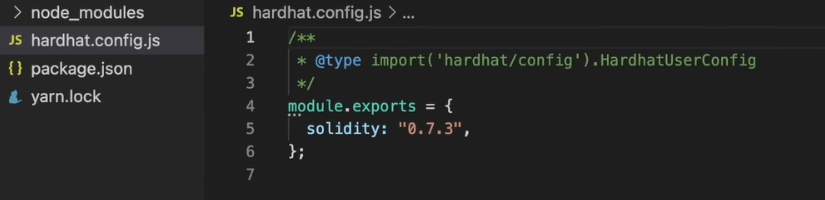 node_modules
JS hardhat.config.js
{} package.json
yarn.lock
JS hardhat.config.js > ...
1 /**
2  * @type import('hardhat/config').HardhatUserConfig
3  */
4 module.exports = {
5   solidity: "0.7.3",
6 };
7